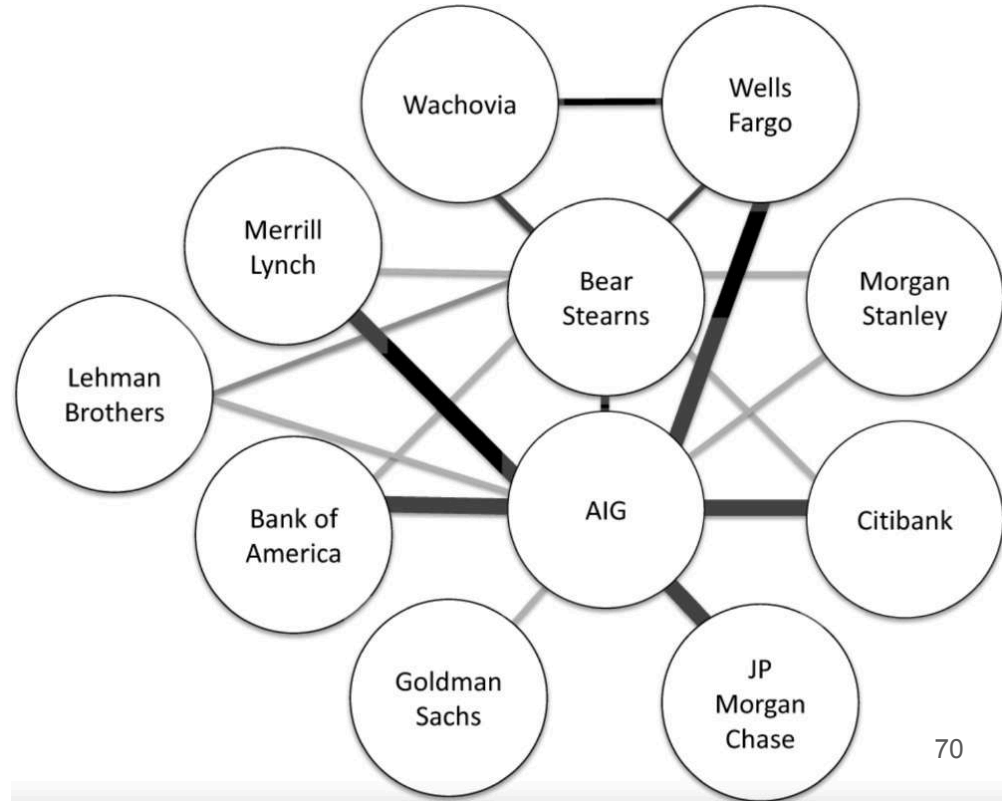 Wachovia
Wells
Fargo
Merrill
Lynch
Bear
Stearns
Morgan
Stanley
Lehman
Brothers
Bank of
America
AIG
Citibank
Goldman
Sachs
JP
Morgan
Chase
70